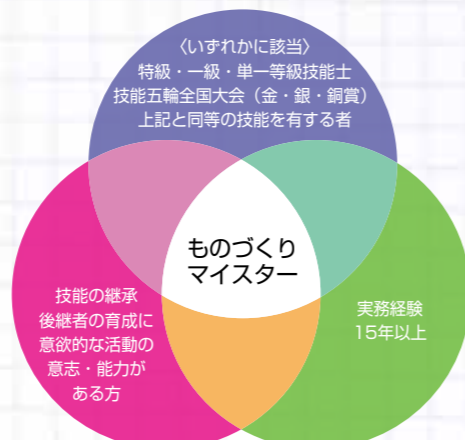 〈いずれかに該当〉
特級・一級・単一等級技能士
技能五輪全国大会（金・銀・銅賞）
上記と同等の技能を有する者
ものづくり
マイスター
技能の継承
後継者の育成に
意欲的な活動の
意志・能力が
ある方
実務経験
15年以上